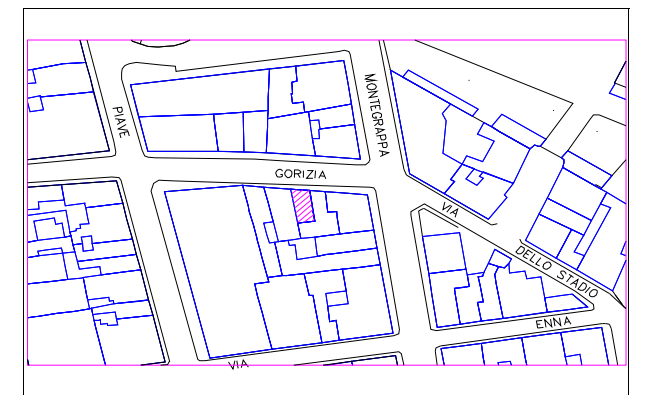 PIAVE
MONTEGRAPPA
GORIZIA
VIA
DELLO STADIO
ENNA
VIA